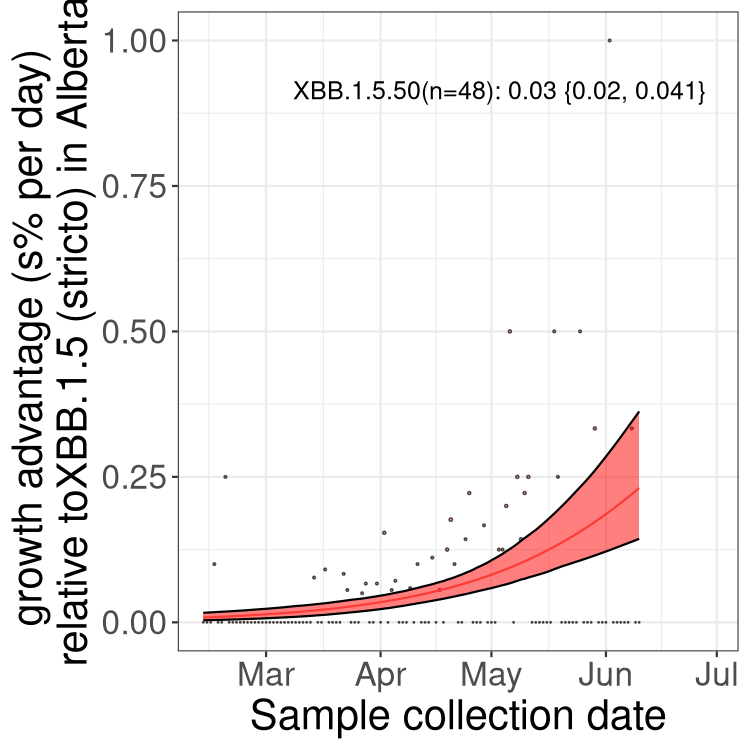 growth advantage (s% per day)
relative toXBB.1.5 (stricto) in Alberta
1.00
0.75
0.50
0.25
0.00
XBB.1.5.50(n=48): 0.03 {0.02, 0.041}
Mar Apr May Jun Jul
Sample collection date